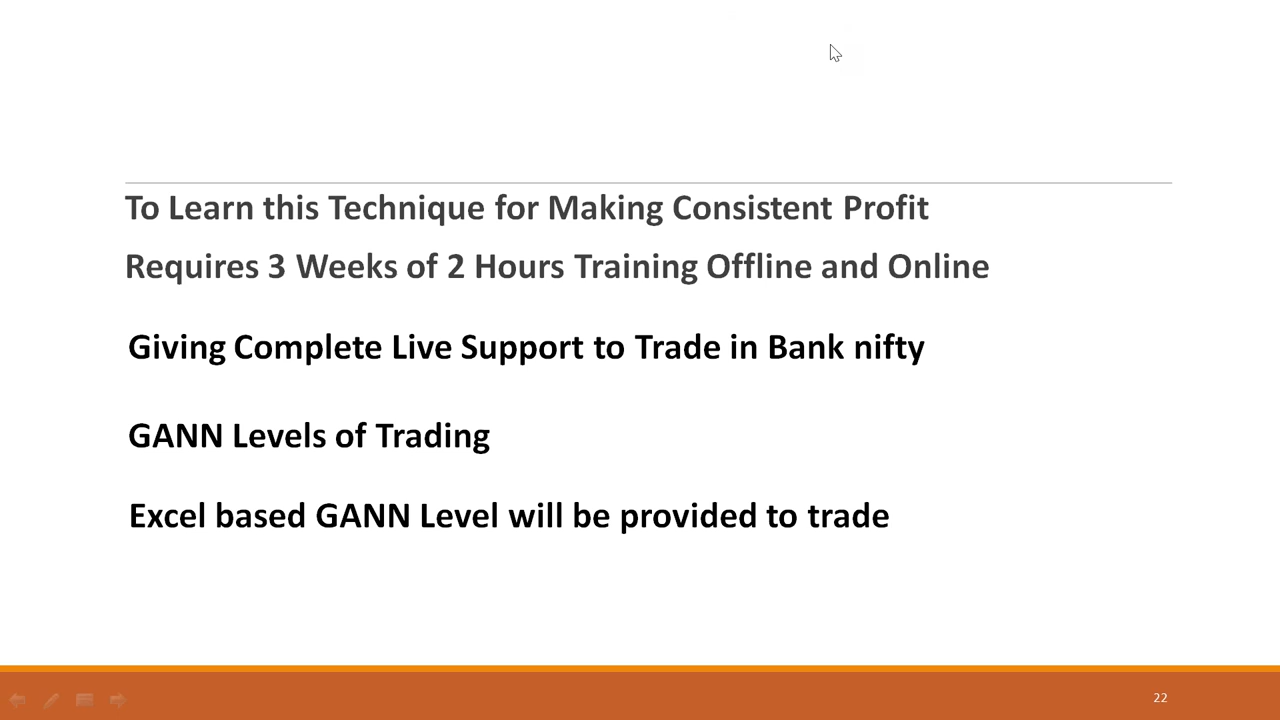 To Learn this Technique for Making Consistent Profit
Requires 3 Weeks of 2 Hours Training Offline and Online
Giving Complete Live Support to Trade in Bank nifty
GANN Levels of Trading
Excel based GANN Level will be provided to trade
22